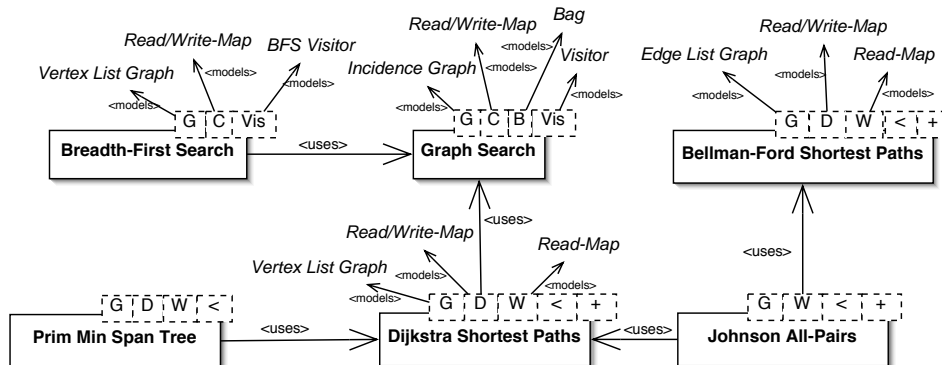 Read/Write-Map
BFS Visitor
Vertex List Graph
<models>
<models>
<models>
G C Vis
Breadth-First Search
<uses>
Bag
Read/Write-Map
<models>
Visitor
Incidence Graph
<models>
<models>
<models>
G C B Vis
Graph Search
Read/Write-Map
Edge List Graph
<models>
Read-Map
<models>
<models>
G D W < +
Bellman-Ford Shortest Paths
<uses>
<uses>
Read/Write-Map
Read-Map
Vertex List Graph
<models>
<models>
<models>
G D W <
Prim Min Span Tree
<uses>
G D W < +
Dijkstra Shortest Paths
<uses>
G W < +
Johnson All-Pairs